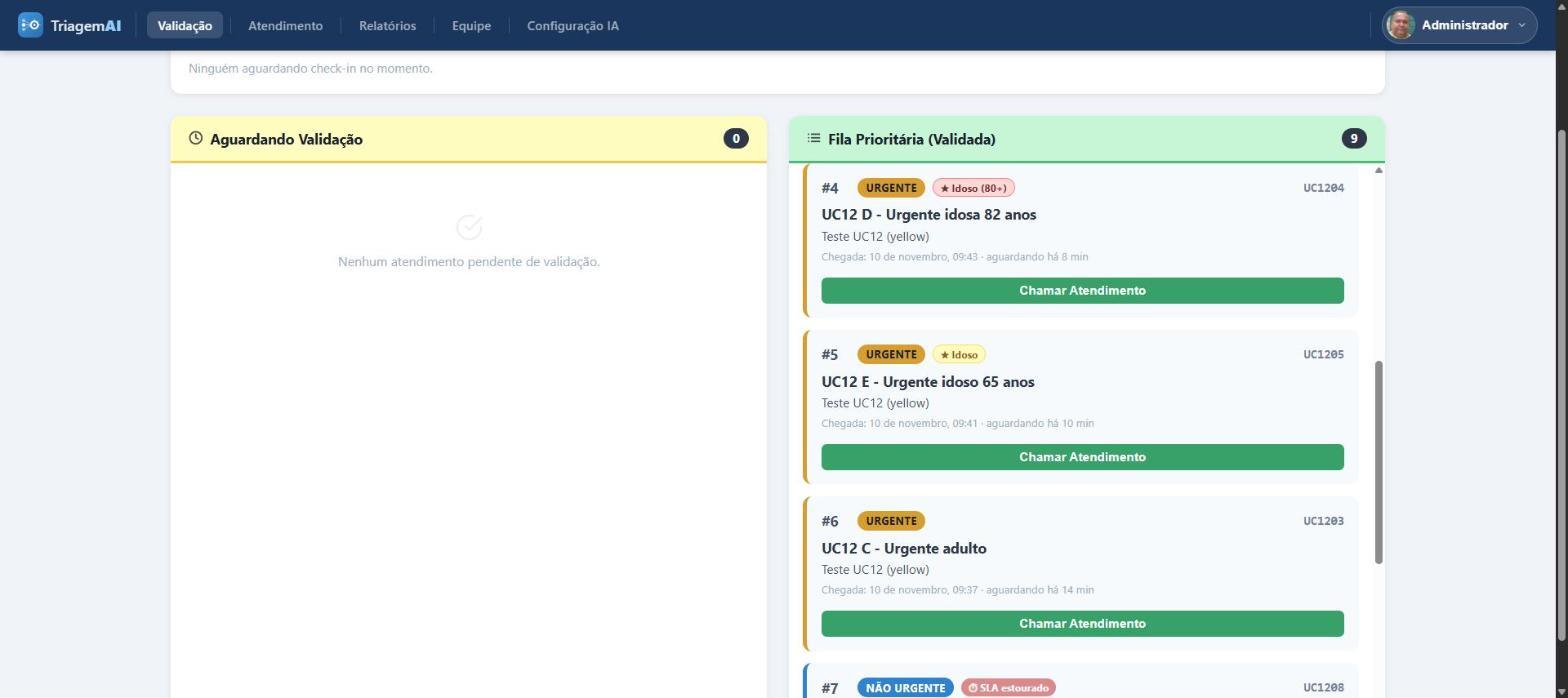 TriagemAI
Validação
Atendimento
Relatórios
Equipe
Configuração IA
Administrador
Ninguém aguardando check-in no momento.
Aguardando Validação
0
Nenhum atendimento pendente de validação.
Fila Prioritária (Validada)
9
#4 URGENTE ★ Idoso (80+) UC1204
UC12 D - Urgente idosa 82 anos
Teste UC12 (yellow)
Chegada: 10 de novembro, 09:43 · aguardando há 8 min
Chamar Atendimento
#5 URGENTE ★ Idoso UC1205
UC12 E - Urgente idoso 65 anos
Teste UC12 (yellow)
Chegada: 10 de novembro, 09:41 · aguardando há 10 min
Chamar Atendimento
#6 URGENTE UC1203
UC12 C - Urgente adulto
Teste UC12 (yellow)
Chegada: 10 de novembro, 09:37 · aguardando há 14 min
Chamar Atendimento
#7 NÃO URGENTE SLA estourado UC1208